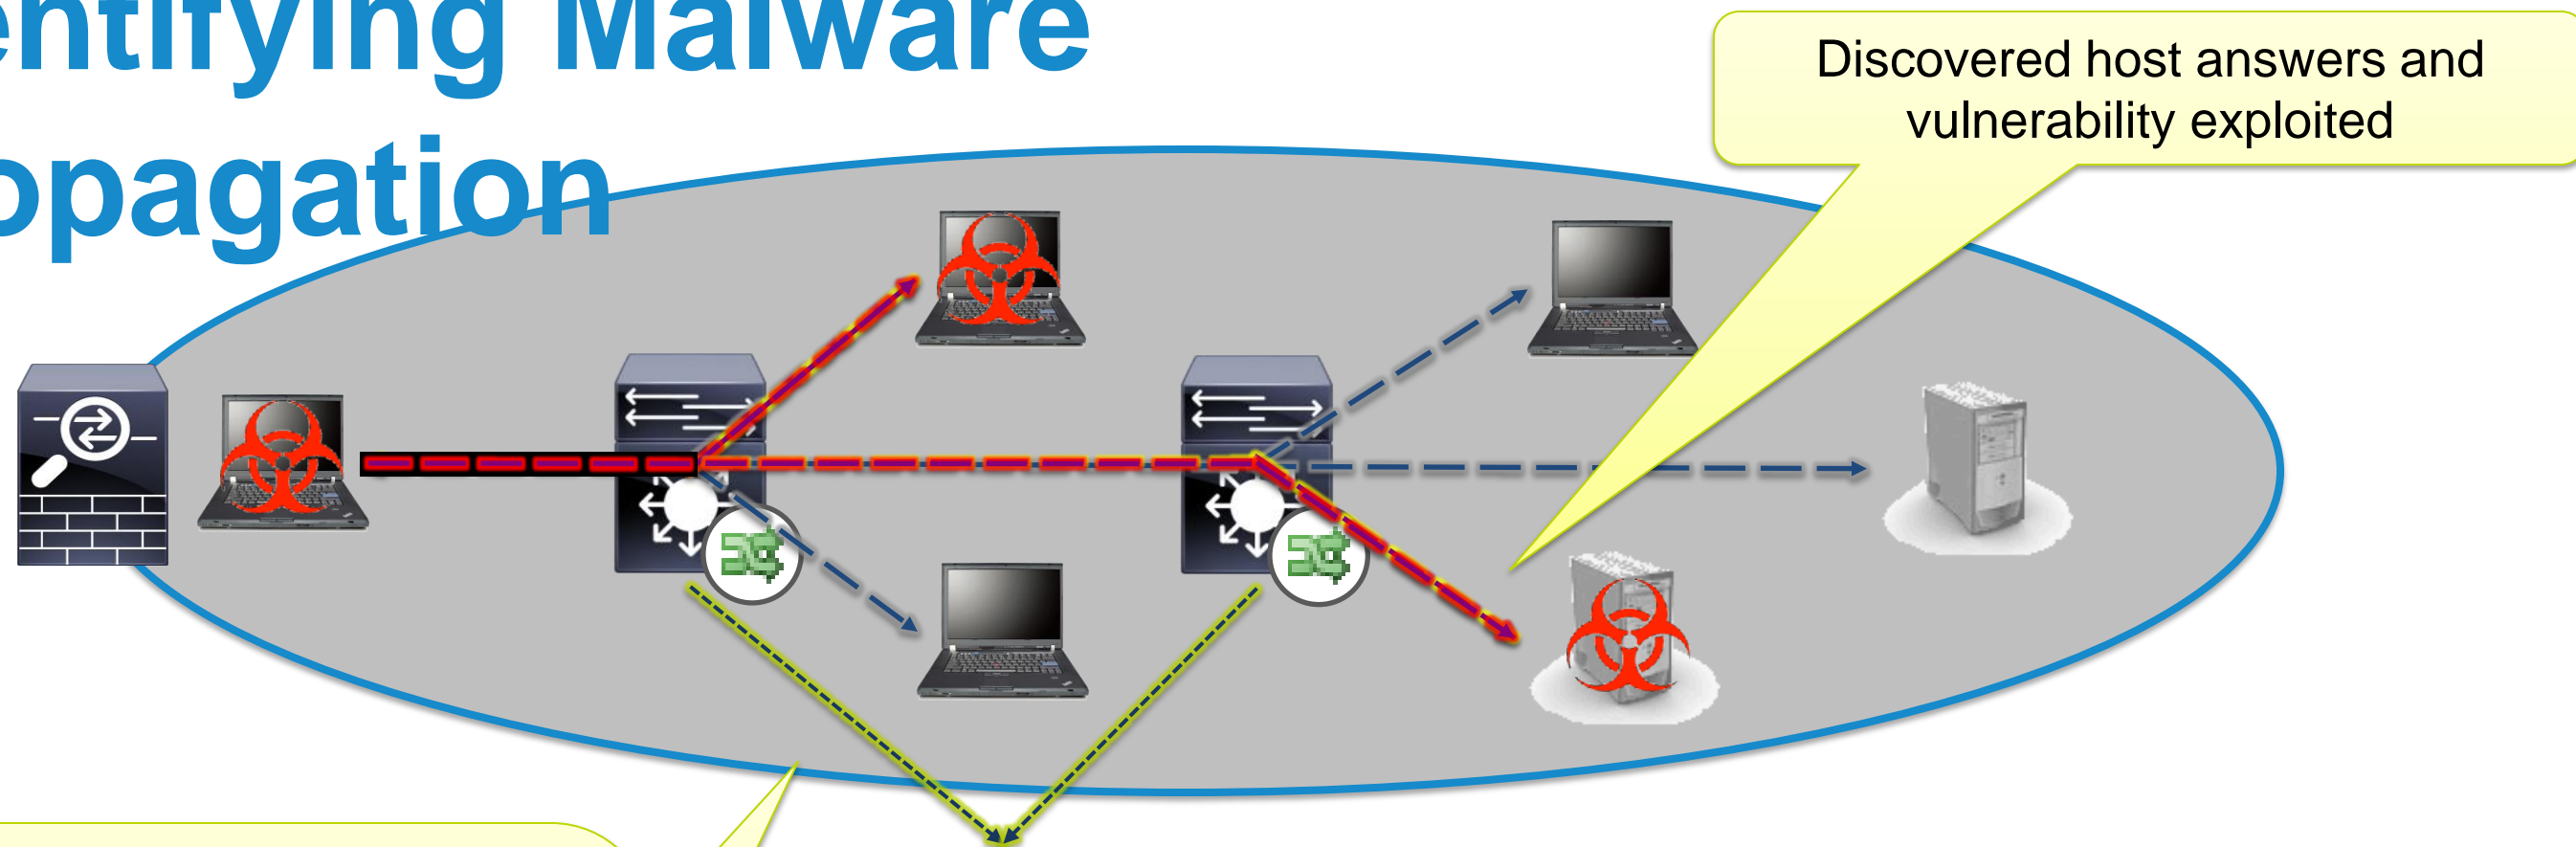 entifying Malware
opagation
Discovered host answers and
vulnerability exploited